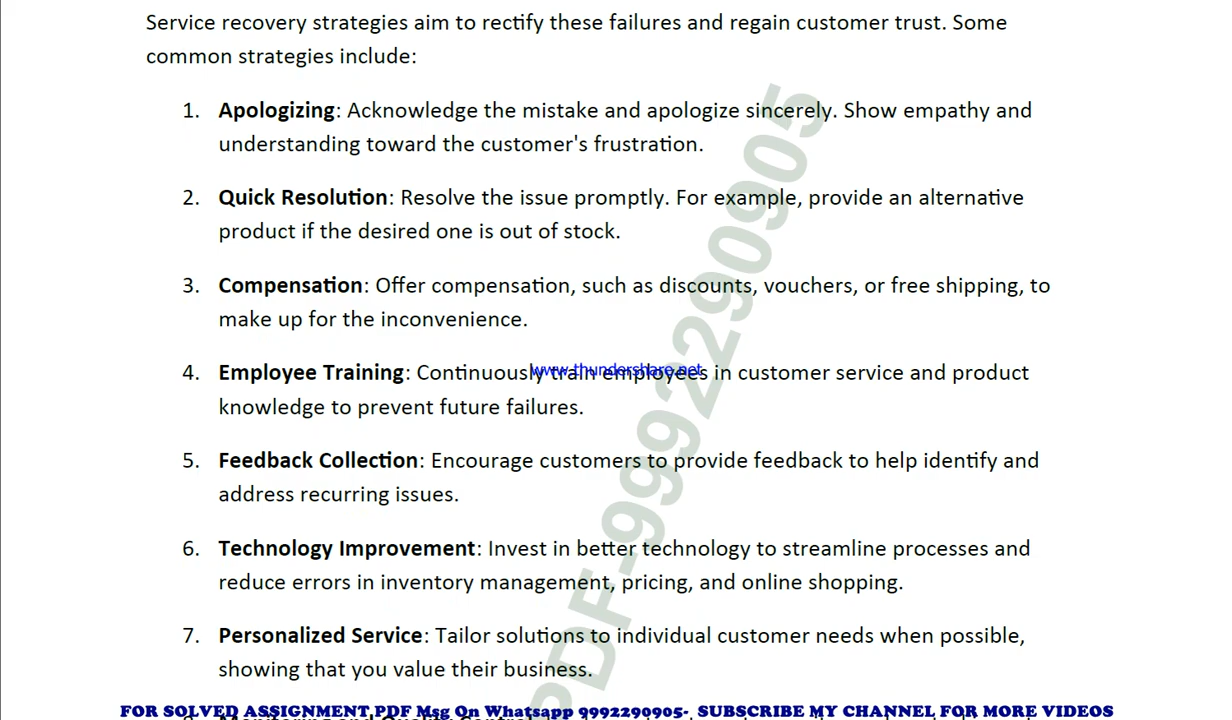 Service recovery strategies aim to rectify these failures and regain customer trust. Some
common strategies include:
1. Apologizing: Acknowledge the mistake and apologize sincerely. Show empathy and
understanding toward the customer's frustration.
2. Quick Resolution: Resolve the issue promptly. For example, provide an alternative
product if the desired one is out of stock.
3. Compensation: Offer compensation, such as discounts, vouchers, or free shipping, to
make up for the inconvenience.
4. Employee Training: Continuously train employees in customer service and product
www.thundershare.net
knowledge to prevent future failures.
5. Feedback Collection: Encourage customers to provide feedback to help identify and
address recurring issues.
6. Technology Improvement: Invest in better technology to streamline processes and
reduce errors in inventory management, pricing, and online shopping.
7. Personalized Service: Tailor solutions to individual customer needs when possible,
showing that you value their business.
PDF-9992290905
FOR SOLVED ASSIGNMENT PDF Msg On Whatsapp 9992290905- SUBSCRIBE MY CHANNEL FOR MORE VIDEOS